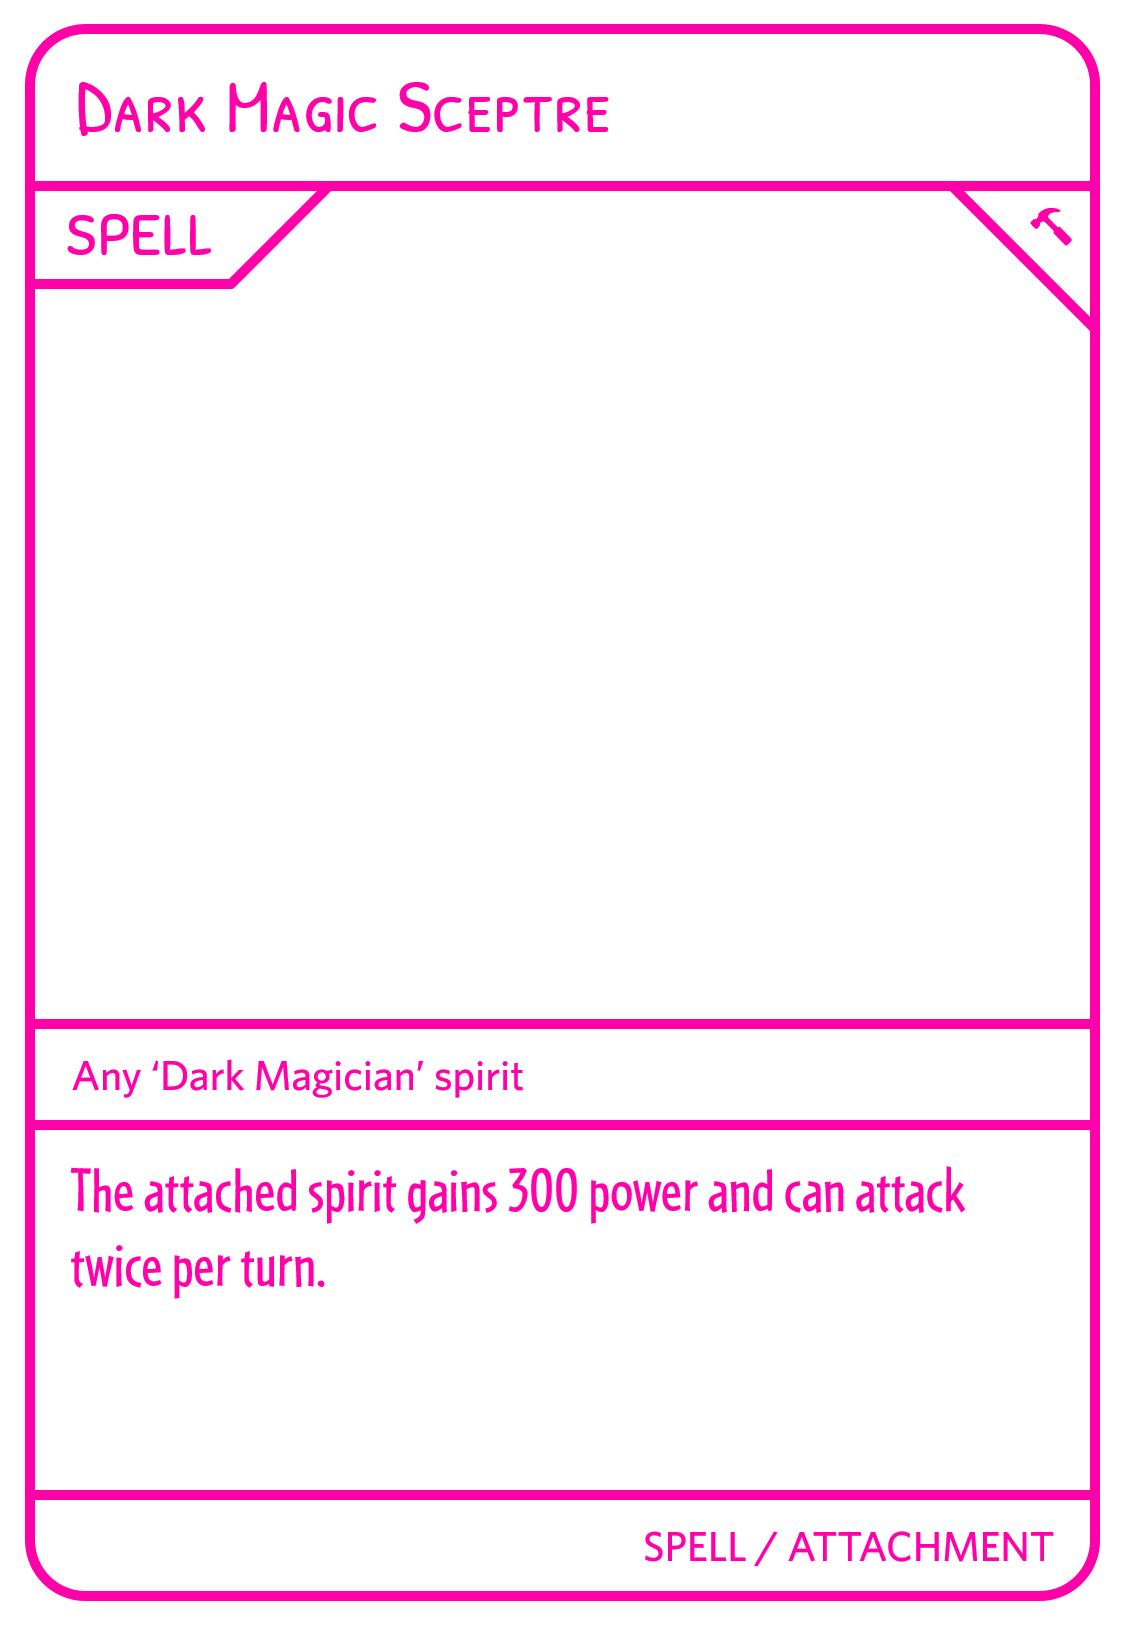 Dark Magic Sceptre
SPELL
Any ‘Dark Magician’ spirit
The attached spirit gains 300 power and can attack
twice per turn.
SPELL / ATTACHMENT